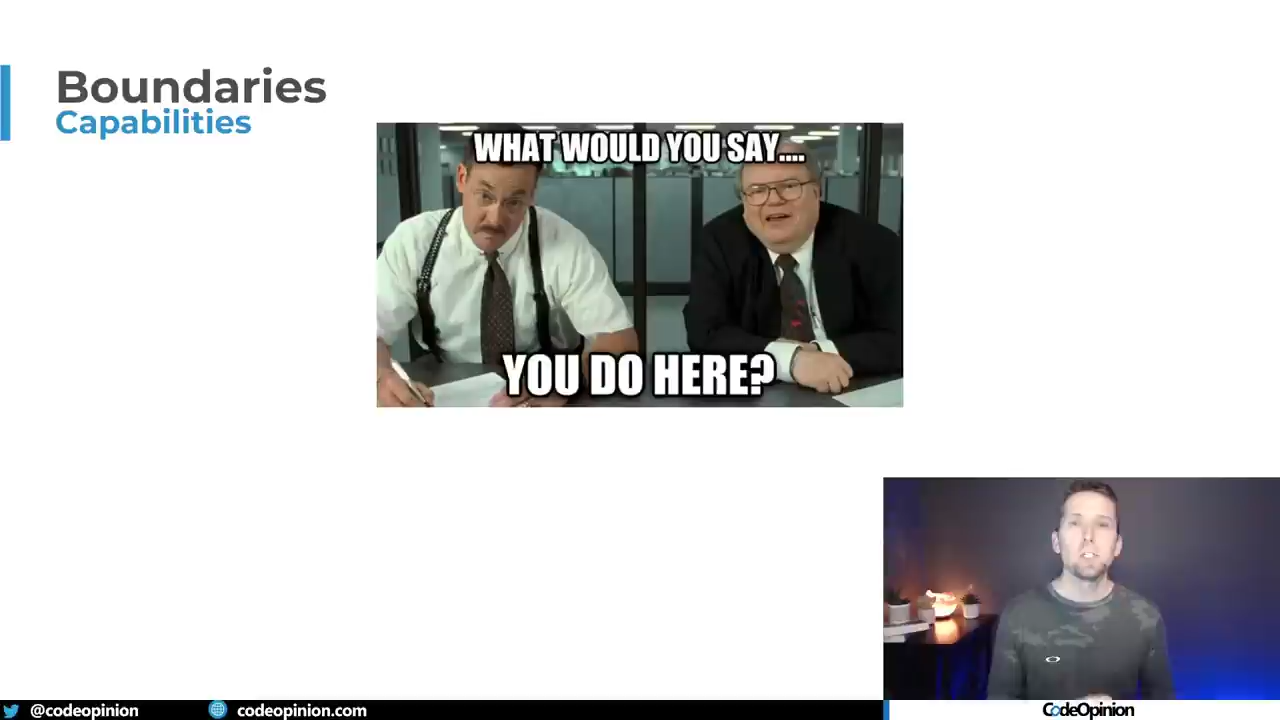 Boundaries
Capabilities
WHAT WOULD YOU SAY....
YOU DO HERE?
@codeopinion
codeopinion.com
CodeOpinion